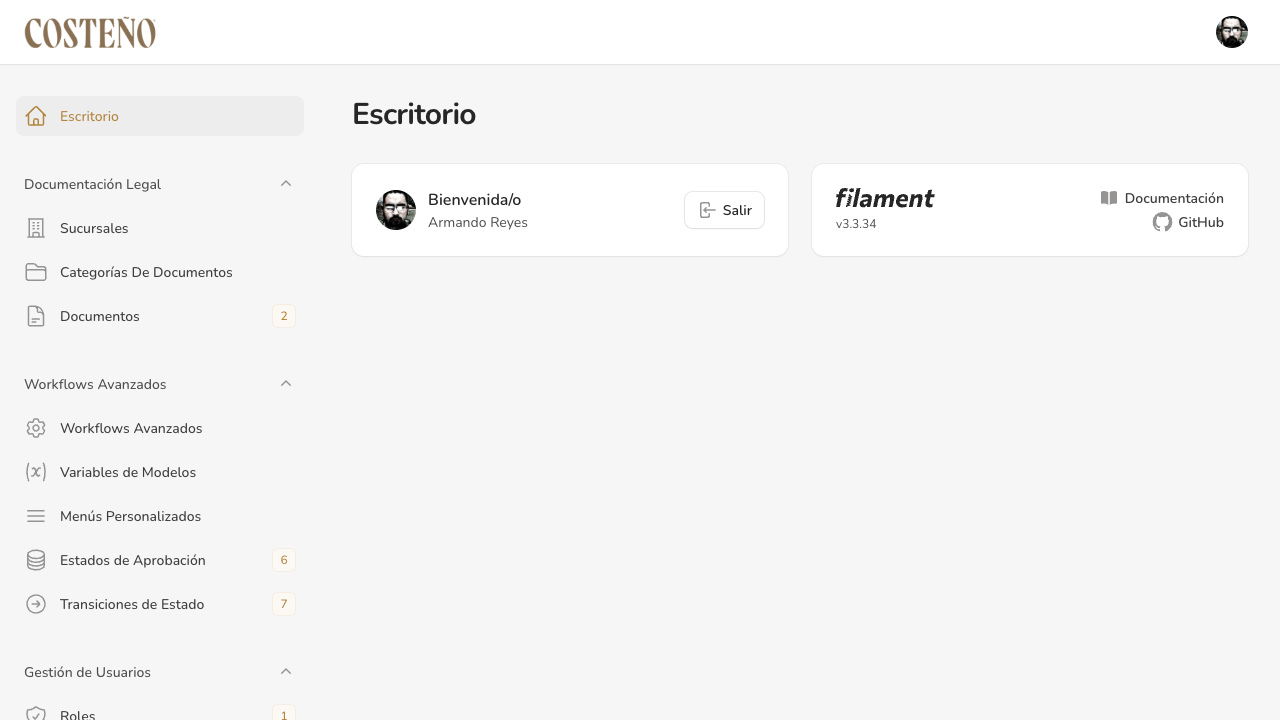 COSTEÑO
Escritorio
Documentación Legal
Sucursales
Categorías De Documentos
Documentos 2
Workflows Avanzados
Workflows Avanzados
Variables de Modelos
Menús Personalizados
Estados de Aprobación 6
Transiciones de Estado 7
Gestión de Usuarios
Roles 1
Escritorio
Bienvenida/o
Armando Reyes
Salir
filament
v3.3.34
Documentación
GitHub